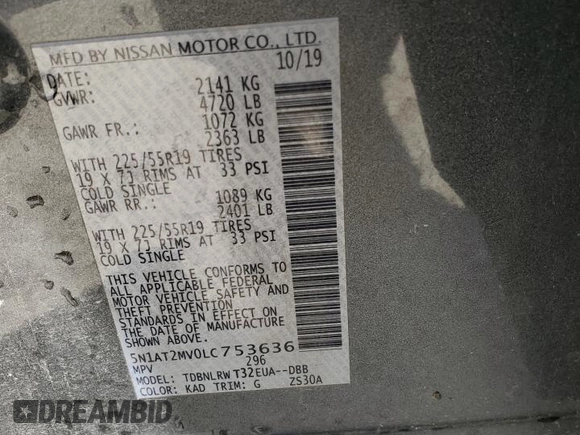 MFD BY NISSAN MOTOR CO., LTD.
DATE: 10/19
GVWR: 2141 KG
4720 LB
GAWR FR.: 1072 KG
2363 LB
WITH 225/55R19 TIRES
19 X 7J RIMS AT 33 PSI
COLD SINGLE
GAWR RR.: 1089 KG
2401 LB
WITH 225/55R19 TIRES
19 X 7J RIMS AT 33 PSI
COLD SINGLE
THIS VEHICLE CONFORMS TO
ALL APPLICABLE FEDERAL
MOTOR VEHICLE SAFETY AND
THEFT PREVENTION
STANDARDS IN EFFECT ON
THE DATE OF MANUFACTURE
SHOWN ABOVE.
5N1AT2MV0LC753636
MPV 296
MODEL: TDBNLRW T32EUA--DBB
COLOR: KAD TRIM: G ZS30A
DREAMBID